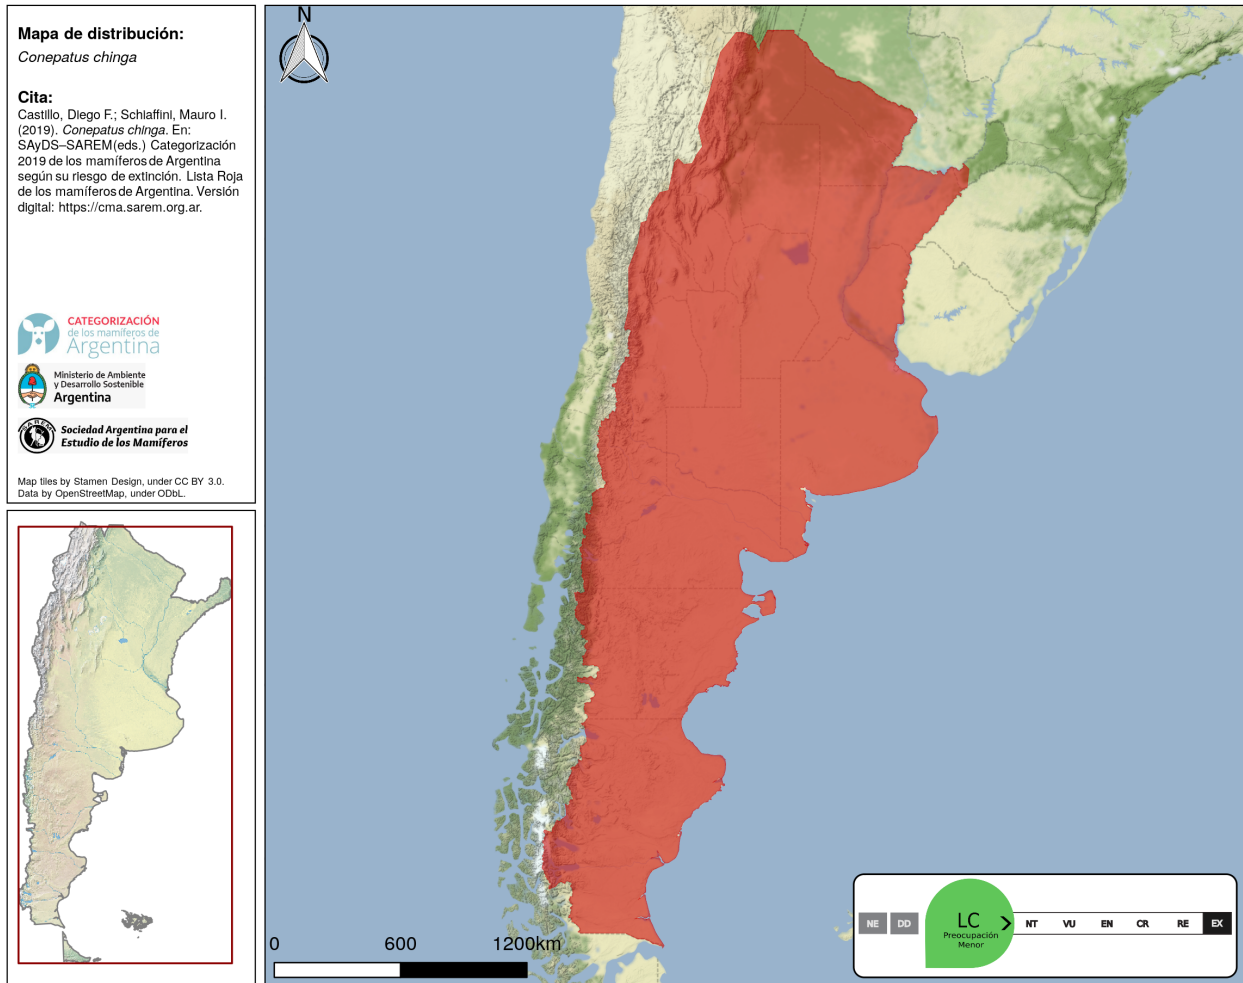 Mapa de distribución:
Conepatus chinga
Cita:
Castillo, Diego F.; Schiaffini, Mauro I.
(2019). Conepatus chinga. En:
SAyDS–SAREM(eds.) Categorización
2019 de los mamíferos de Argentina
según su riesgo de extinción. Lista Roja
de los mamíferos de Argentina. Versión
digital: https://cma.sarem.org.ar.
CATEGORIZACIÓN
de los mamíferos de
Argentina
Ministerio de Ambiente
y Desarrollo Sostenible
Argentina
SAREM
Sociedad Argentina para el
Estudio de los Mamíferos
Map tiles by Stamen Design, under CC BY 3.0.
Data by OpenStreetMap, under ODbL.
N
0 600 1200km
NE DD LC NT VU EN CR RE EX
Preocupación
Menor